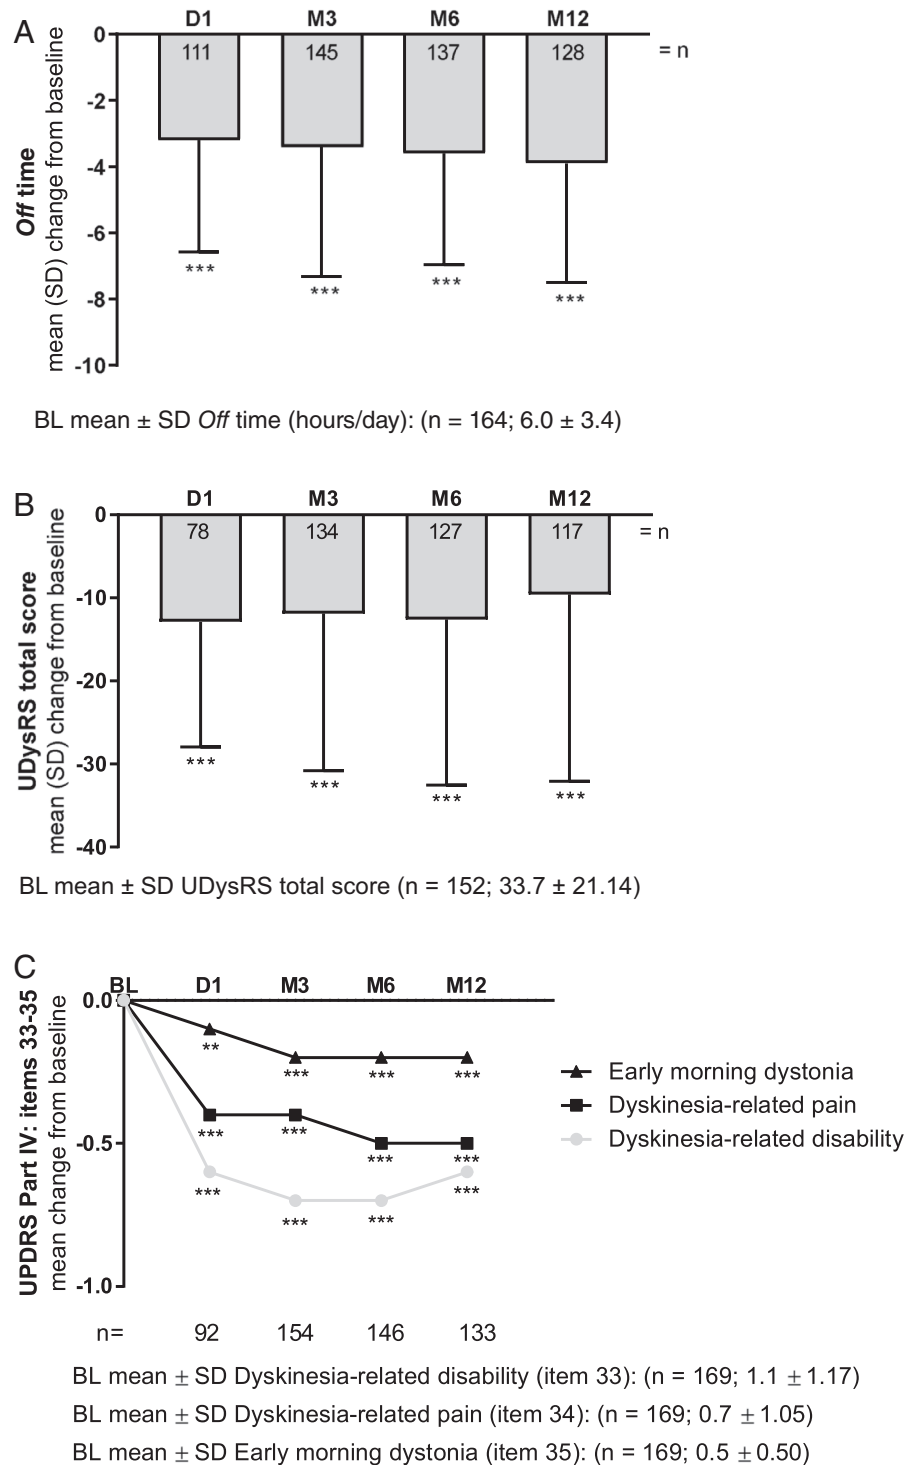 A
D1 M3 M6 M12
Off time
mean (SD) change from baseline
0
-2
-4
-6
-8
-10
111 145 137 128 = n
*** *** *** ***
BL mean ± SD Off time (hours/day): (n = 164; 6.0 ± 3.4)
B
D1 M3 M6 M12
UDysRS total score
mean (SD) change from baseline
0
-10
-20
-30
-40
78 134 127 117 = n
*** *** *** ***
BL mean ± SD UDysRS total score (n = 152; 33.7 ± 21.14)
C
BL D1 M3 M6 M12
UPDRS Part IV: items 33-35
mean change from baseline
0.0
-0.5
-1.0
** *** *** ***
*** *** *** ***
*** *** *** ***
Early morning dystonia
Dyskinesia-related pain
Dyskinesia-related disability
n= 92 154 146 133
BL mean ± SD Dyskinesia-related disability (item 33): (n = 169; 1.1 ± 1.17)
BL mean ± SD Dyskinesia-related pain (item 34): (n = 169; 0.7 ± 1.05)
BL mean ± SD Early morning dystonia (item 35): (n = 169; 0.5 ± 0.50)